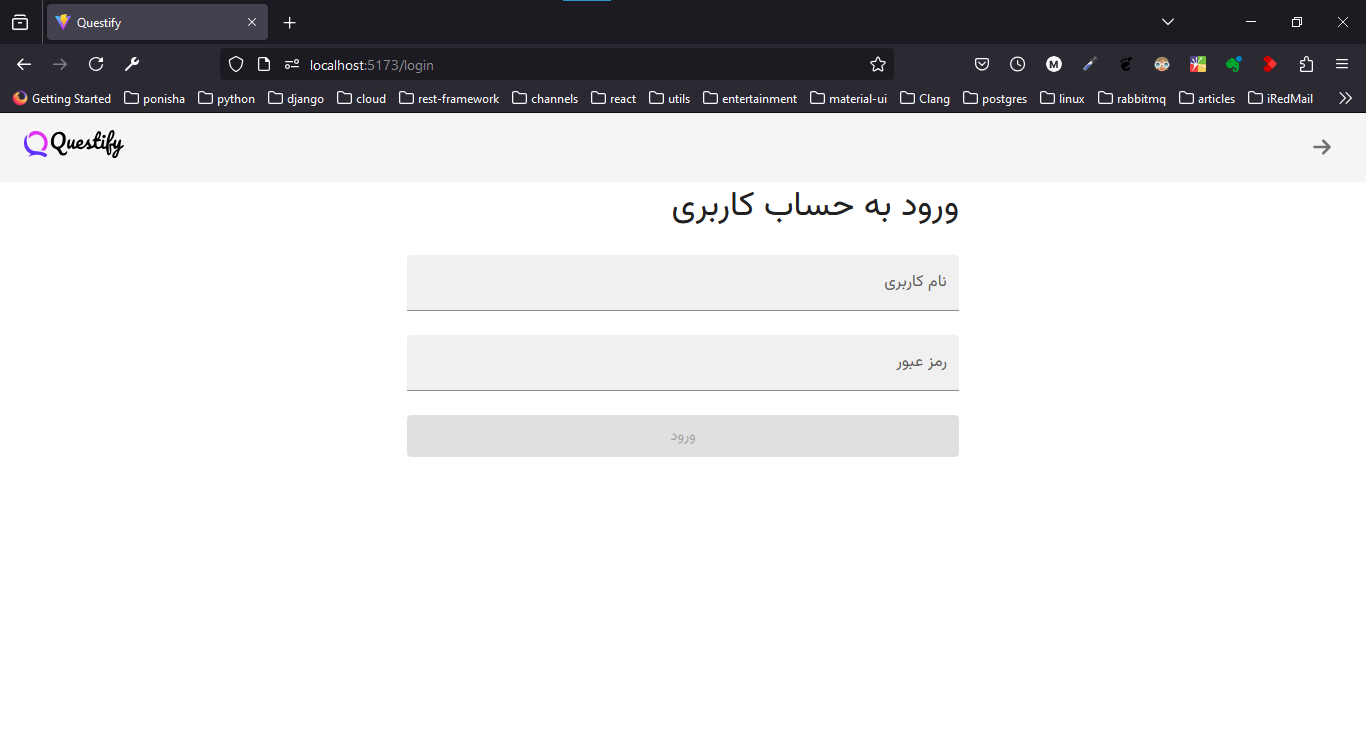 Questify
localhost:5173/login
Getting Started ponisha python django cloud rest-framework channels react utils entertainment material-ui Clang postgres linux rabbitmq articles iRedMail
Questify
ورود به حساب کاربری
نام کاربری
رمز عبور
ورود